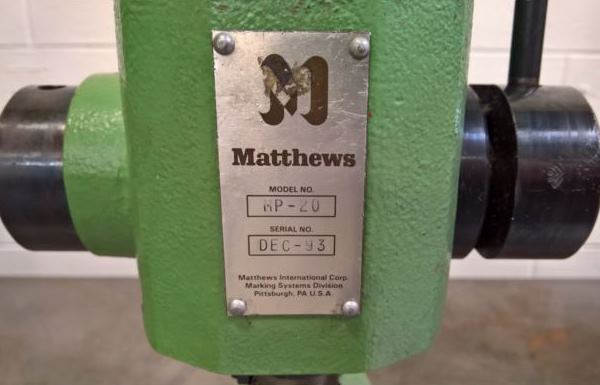 M
Matthews
MODEL NO.
MP-20
SERIAL NO.
DEC-93
Matthews International Corp.
Marking Systems Division
Pittsburgh, PA U.S.A.